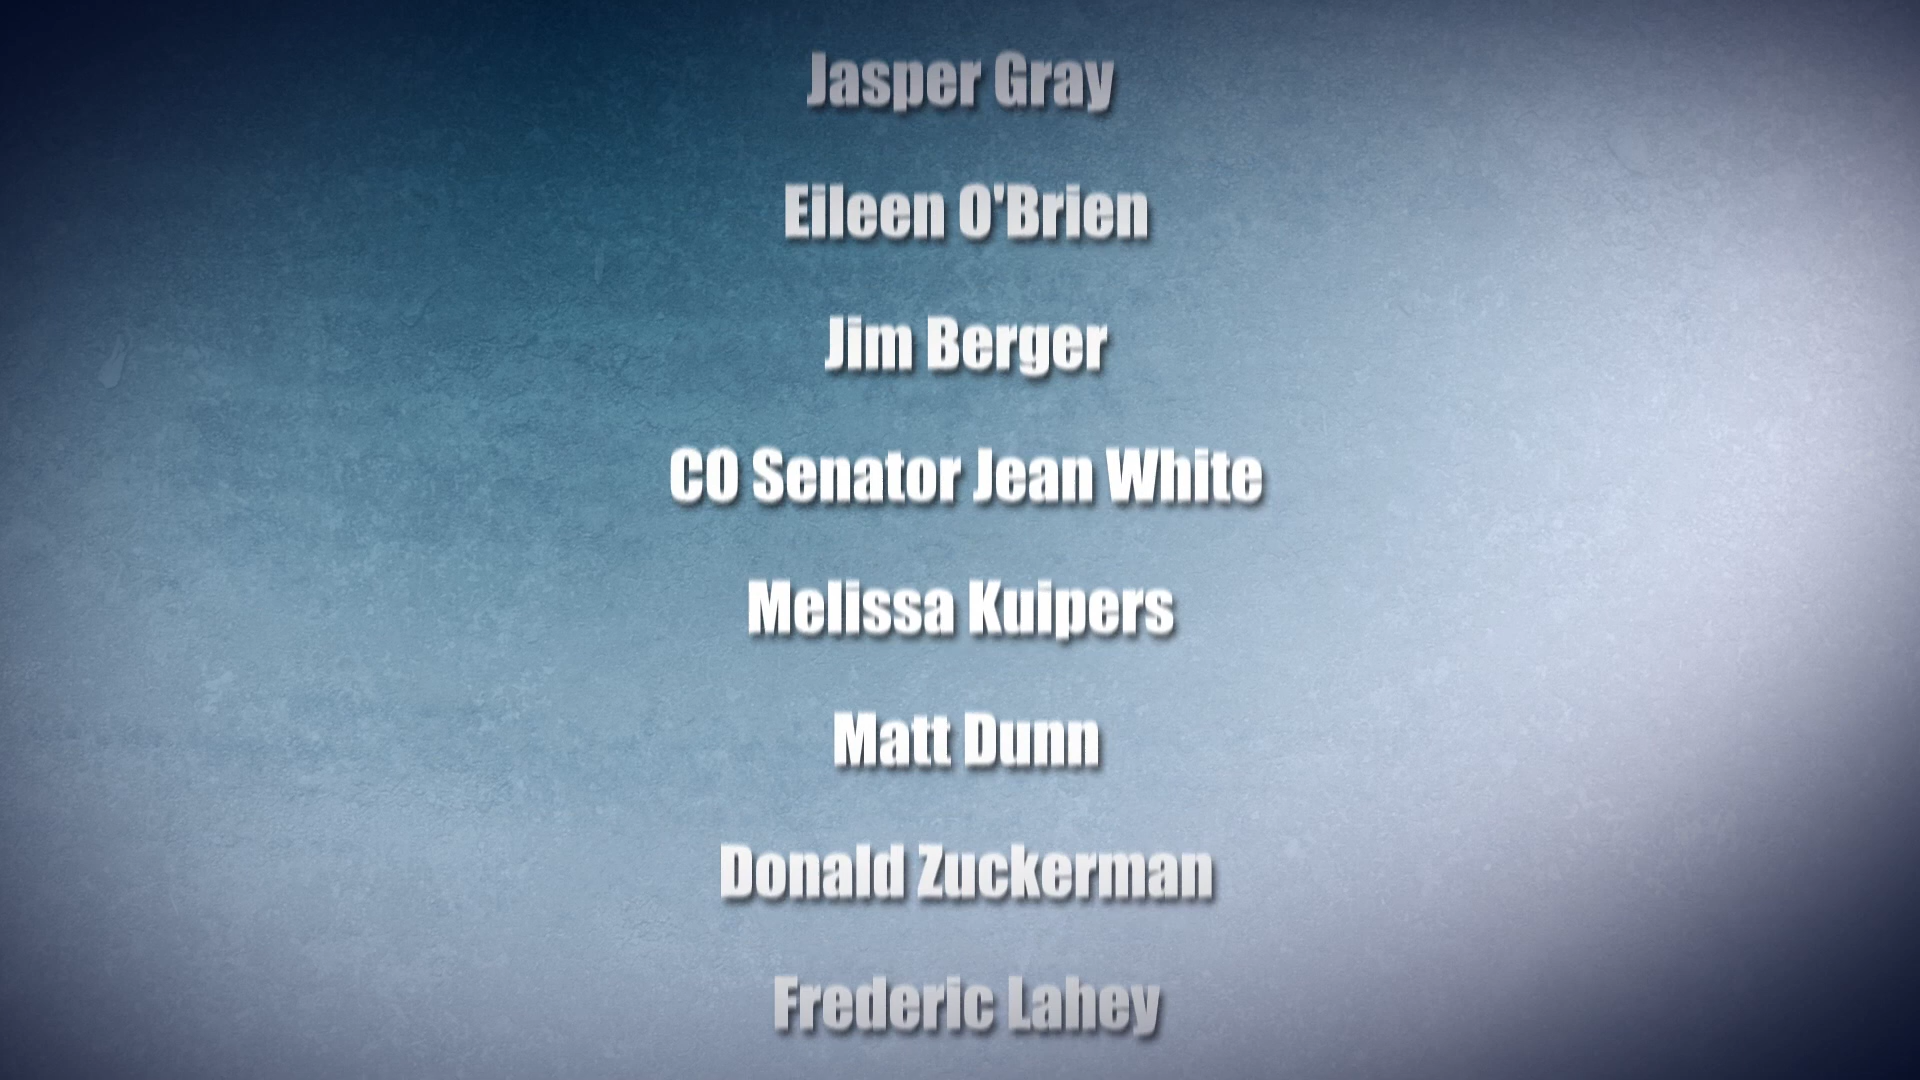 Jasper Gray
Eileen O'Brien
Jim Berger
CO Senator Jean White
Melissa Kuipers
Matt Dunn
Donald Zuckerman
Frederic Lahey